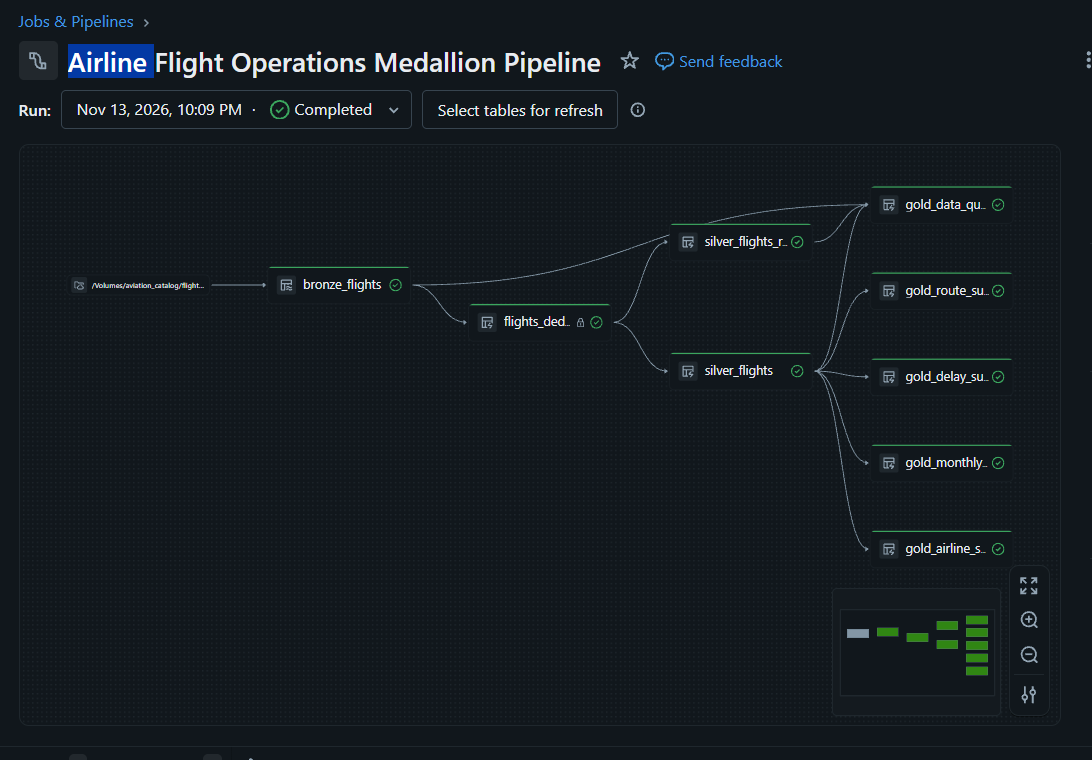 Jobs & Pipelines ›
Airline Flight Operations Medallion Pipeline
Send feedback
Run:
Nov 13, 2026, 10:09 PM · Completed
Select tables for refresh
/Volumes/aviation_catalog/flight...
bronze_flights
flights_ded...
silver_flights_r...
silver_flights
gold_data_qu...
gold_route_su...
gold_delay_su...
gold_monthly...
gold_airline_s...